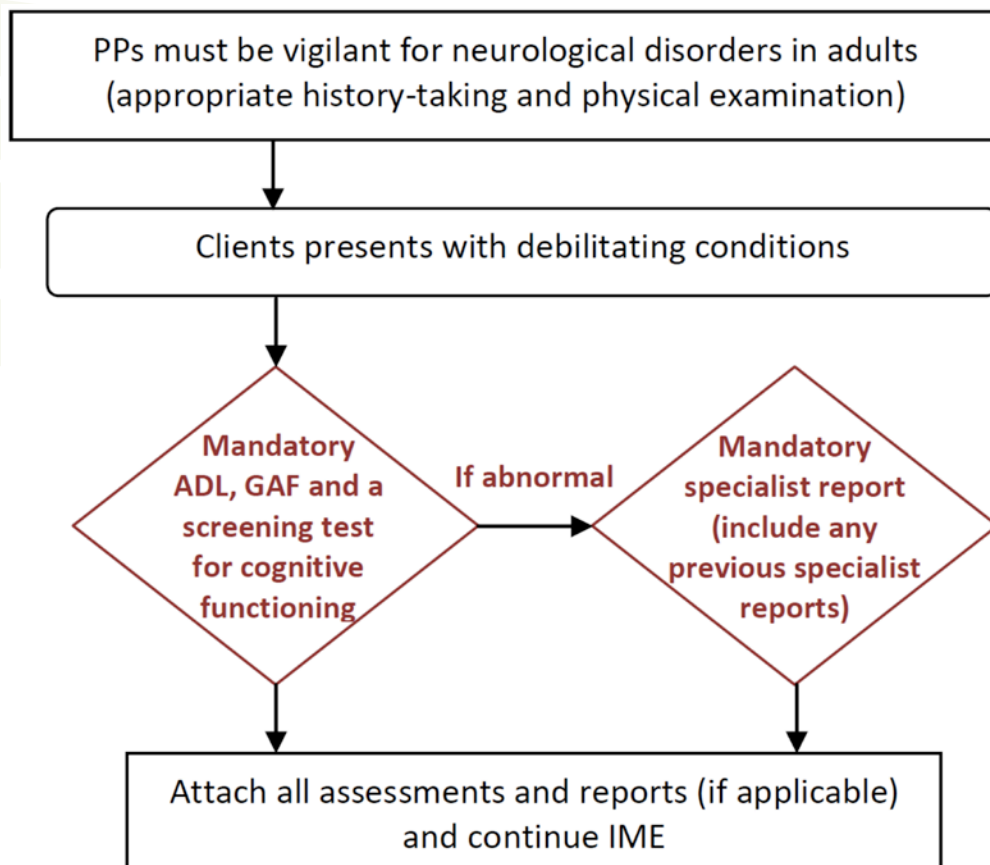 PPs must be vigilant for neurological disorders in adults
(appropriate history-taking and physical examination)
Clients presents with debilitating conditions
Mandatory
ADL, GAF and a
screening test
for cognitive
functioning
If abnormal
Mandatory
specialist report
(include any
previous specialist
reports)
Attach all assessments and reports (if applicable)
and continue IME